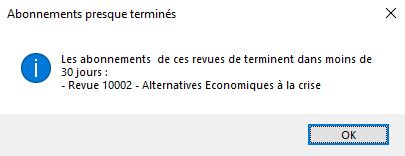 Abonnements presque terminés
Les abonnements  de ces revues de terminent dans moins de
30 jours :
- Revue 10002 - Alternatives Economiques à la crise
OK